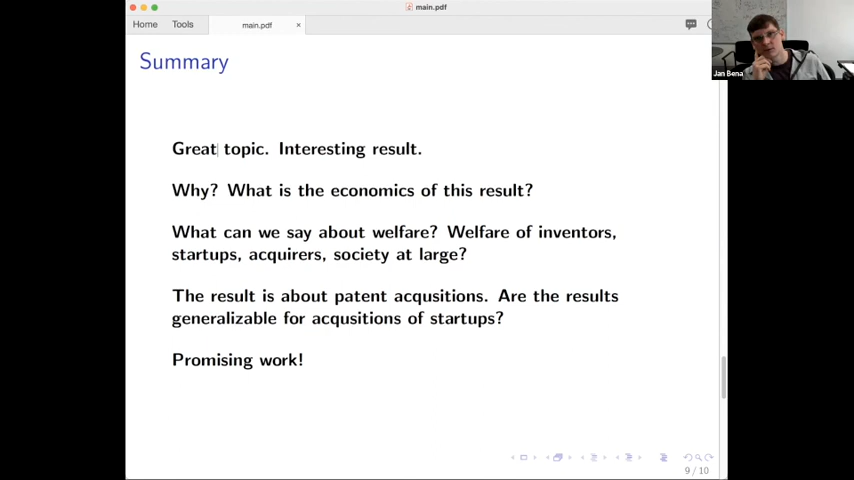 main.pdf
Home Tools main.pdf ×
Summary
Jan Bena
Great topic. Interesting result.
Why? What is the economics of this result?
What can we say about welfare? Welfare of inventors,
startups, acquirers, society at large?
The result is about patent acqusitions. Are the results
generalizable for acqusitions of startups?
Promising work!
9 / 10